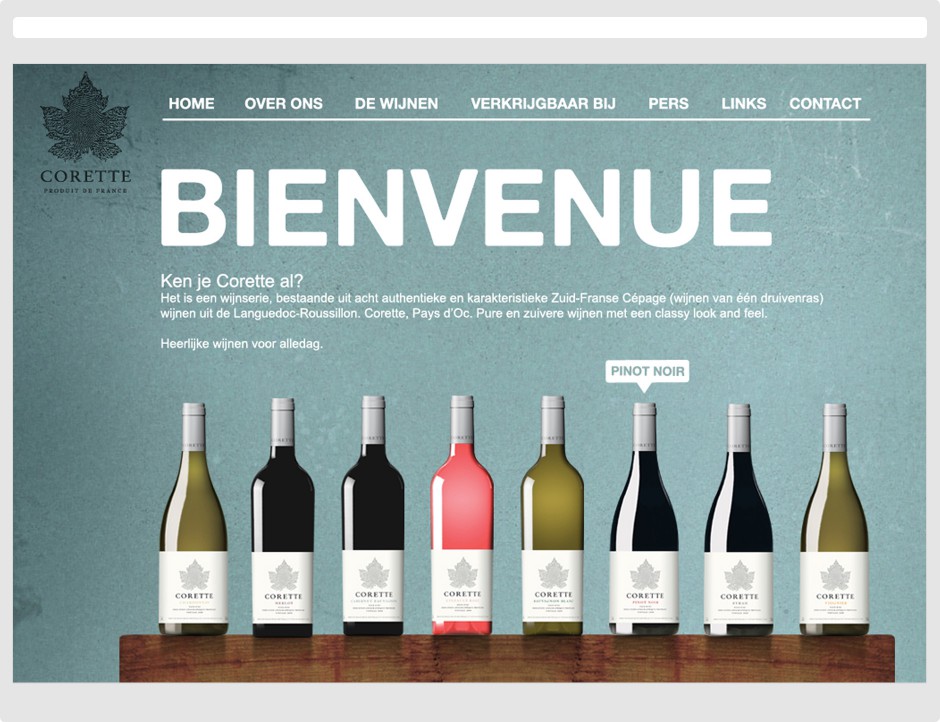 HOME OVER ONS DE WIJNEN VERKRIJGBAAR BIJ PERS LINKS CONTACT
CORETTE
PRODUIT DE FRANCE
BIENVENUE
Ken je Corette al?
Het is een wijnserie, bestaande uit acht authentieke en karakteristieke Zuid-Franse Cépage (wijnen van één druivenras)
wijnen uit de Languedoc-Roussillon. Corette, Pays d'Oc. Pure en zuivere wijnen met een classy look and feel.
Heerlijke wijnen voor alledag.
PINOT NOIR
CORETTE CORETTE CORETTE CORETTE CORETTE CORETTE CORETTE CORETTE
MERLOT CABERNET SAUVIGNON SAUVIGNON BLANC PINOT NOIR SYRAH